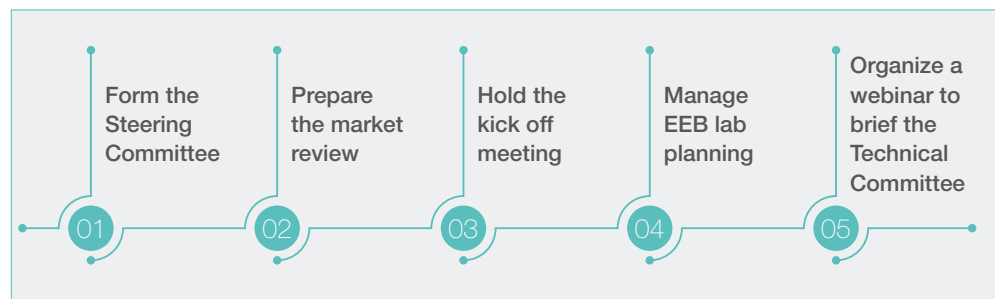 Form the
Steering
Committee
Prepare
the market
review
Hold the
kick off
meeting
Manage
EEB lab
planning
Organize a
webinar to
brief the
Technical
Committee
01
02
03
04
05